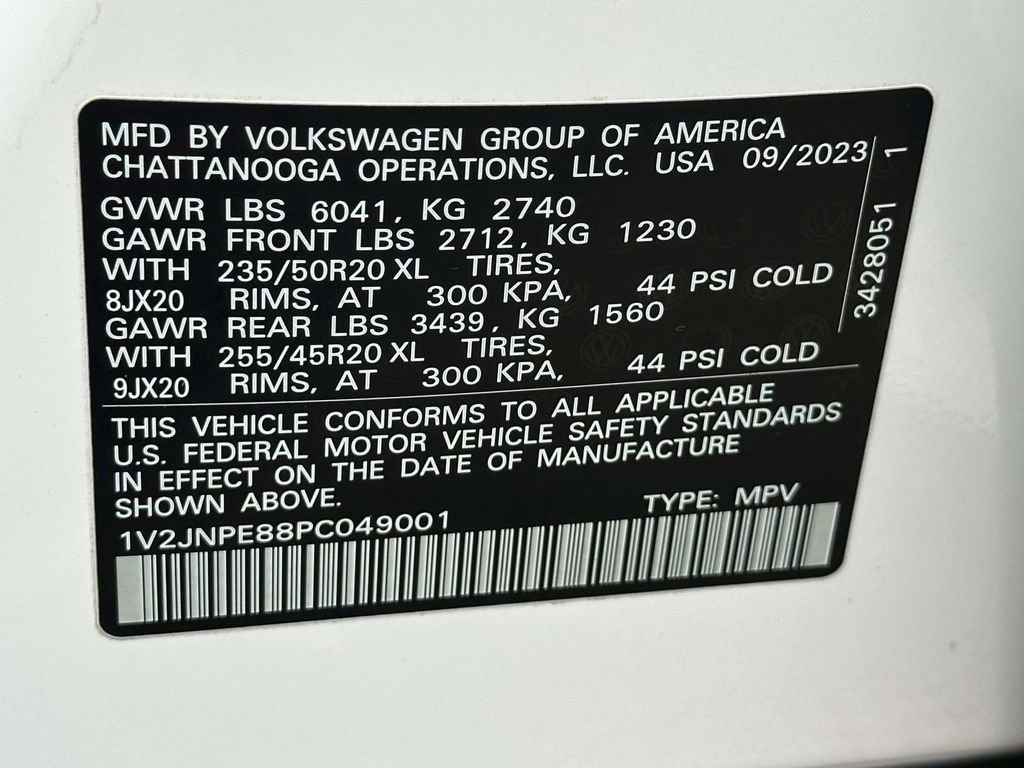 MFD BY VOLKSWAGEN GROUP OF AMERICA
CHATTANOOGA OPERATIONS, LLC. USA 09/2023
GVWR LBS 6041, KG 2740
GAWR FRONT LBS 2712, KG 1230
WITH 235/50R20 XL TIRES,
8JX20 RIMS, AT 300 KPA, 44 PSI COLD
GAWR REAR LBS 3439, KG 1560
WITH 255/45R20 XL TIRES,
9JX20 RIMS, AT 300 KPA, 44 PSI COLD
3428051 1
THIS VEHICLE CONFORMS TO ALL APPLICABLE
U.S. FEDERAL MOTOR VEHICLE SAFETY STANDARDS
IN EFFECT ON THE DATE OF MANUFACTURE
SHOWN ABOVE.
TYPE: MPV
1V2JNPE88PC049001